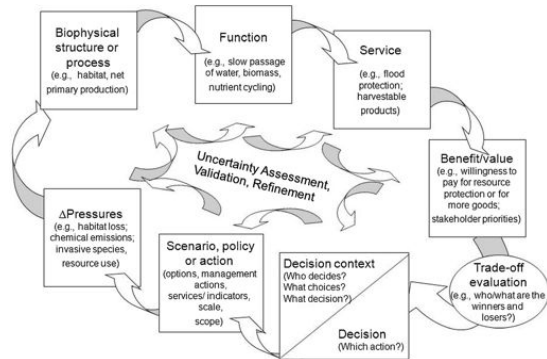 Biophysical
structure or
process
(e.g., habitat, net
primary production)
Function
(e.g., slow passage
of water, biomass,
nutrient cycling)
Service
(e.g., flood
protection;
harvestable
products)
Benefit/value
(e.g., willingness to
pay for resource
protection or for
more goods;
stakeholder priorities)
Trade-off
evaluation
(e.g., who/what are the
winners and
losers?)
Decision context
(Who decides?
What choices?
What decision?)
Decision
(Which action?)
Scenario, policy
or action
(options, management
actions,
services/ indicators,
scale,
scope)
ΔPressures
(e.g., habitat loss;
chemical emissions;
invasive species,
resource use)
Uncertainty Assessment,
Validation, Refinement